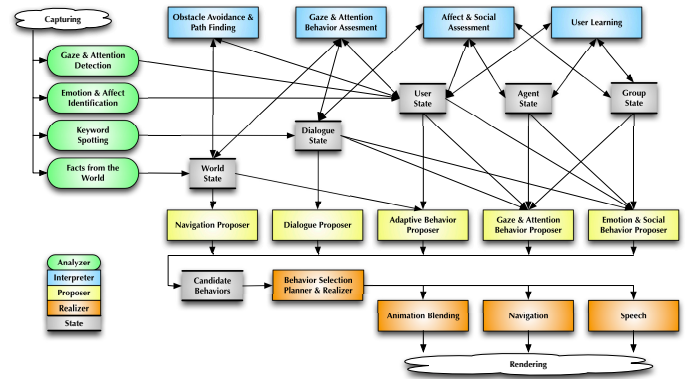 Capturing
Obstacle Avoidance &
Path Finding
Gaze & Attention
Behavior Assesment
Affect & Social
Assessment
User Learning
Gaze & Attention
Detection
Emotion & Affect
Identification
Keyword
Spotting
Facts from the
World
User
State
Agent
State
Group
State
Dialogue
State
World
State
Navigation Proposer
Dialogue Proposer
Adaptive Behavior
Proposer
Gaze & Attention
Behavior Proposer
Emotion & Social
Behavior Proposer
Analyzer
Interpreter
Proposer
Realizer
State
Candidate
Behaviors
Behavior Selection
Planner & Realizer
Animation Blending
Navigation
Speech
Rendering